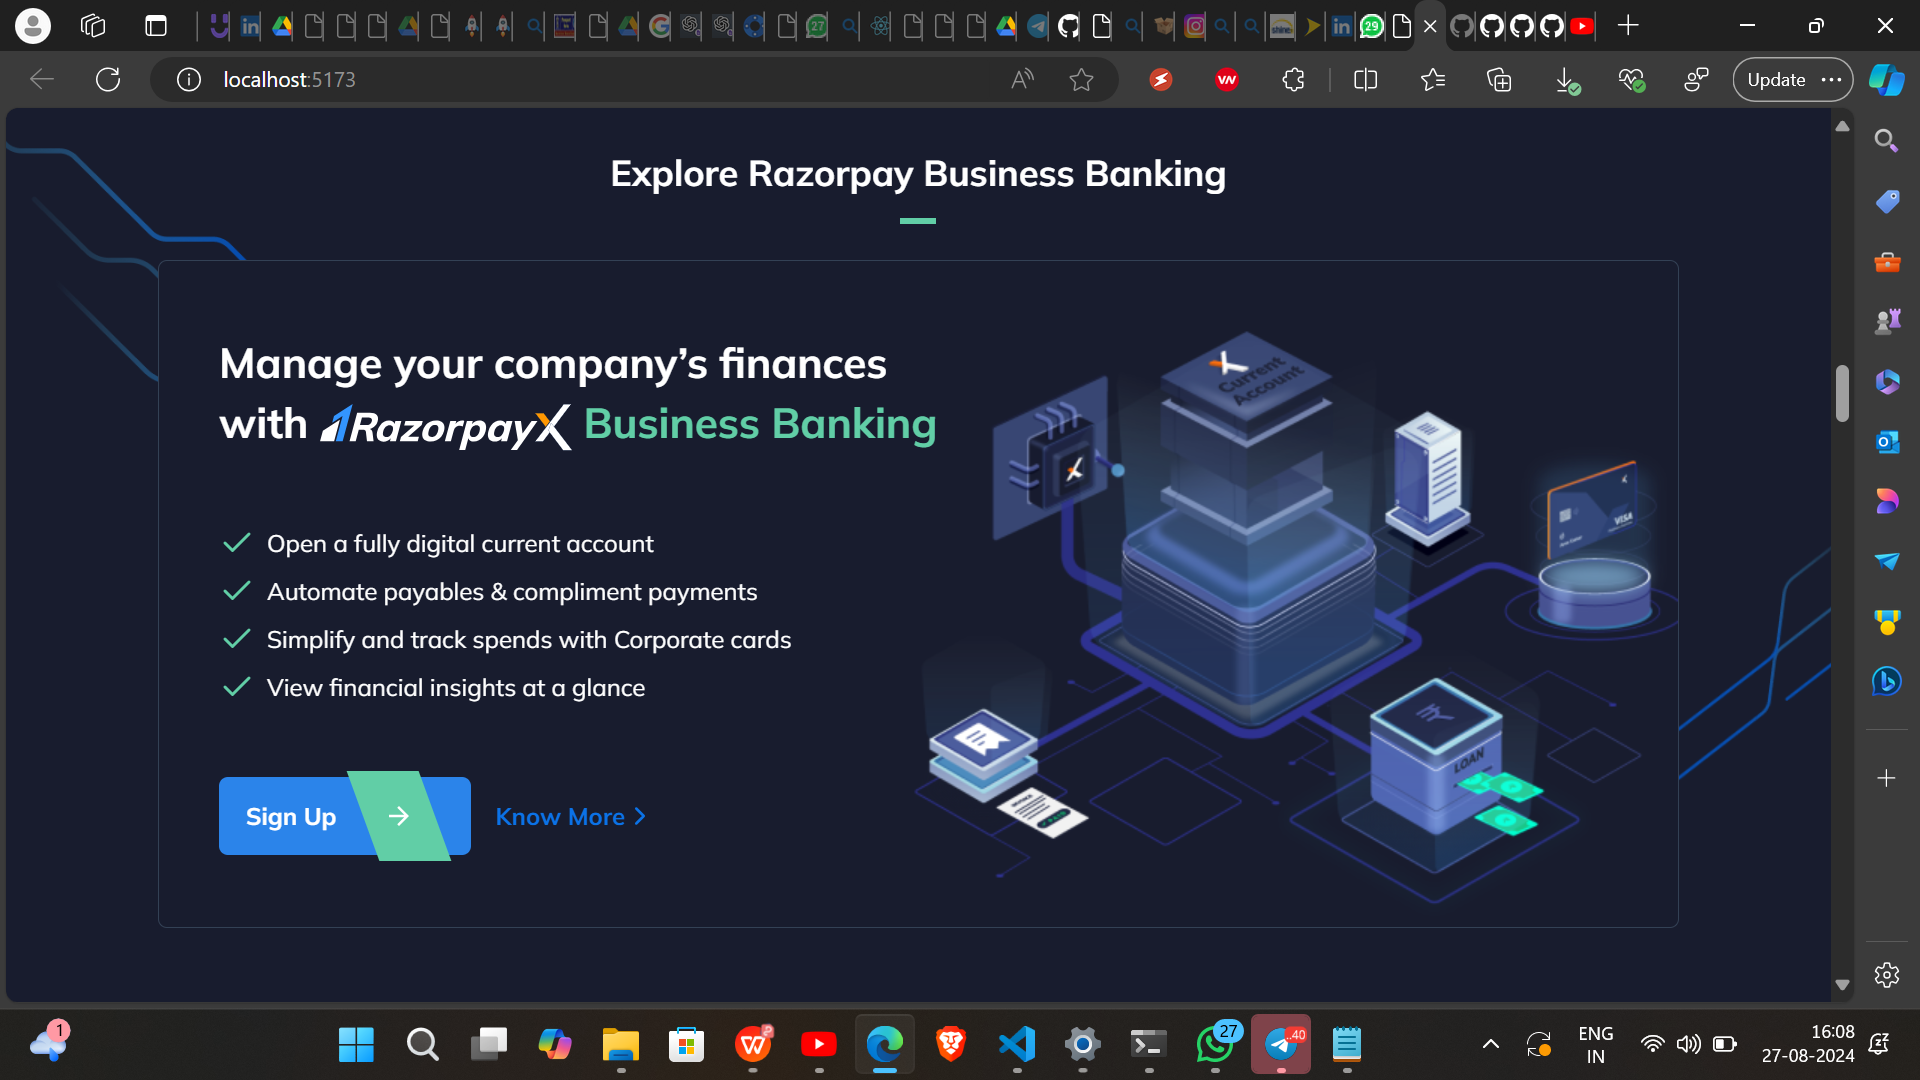 localhost:5173
Update
Explore Razorpay Business Banking
Manage your company’s finances
with RazorpayX Business Banking
Open a fully digital current account
Automate payables & compliment payments
Simplify and track spends with Corporate cards
View financial insights at a glance
Sign Up
Know More
Current
Account
VISA
LOAN
1
27
29
27
.40
ENG
IN
16:08
27-08-2024